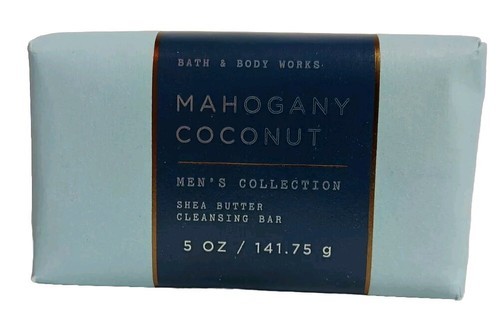 BATH & BODY WORKS
MAHOGANY
COCONUT
MEN'S COLLECTION
SHEA BUTTER
CLEANSING BAR
5 OZ / 141.75 g